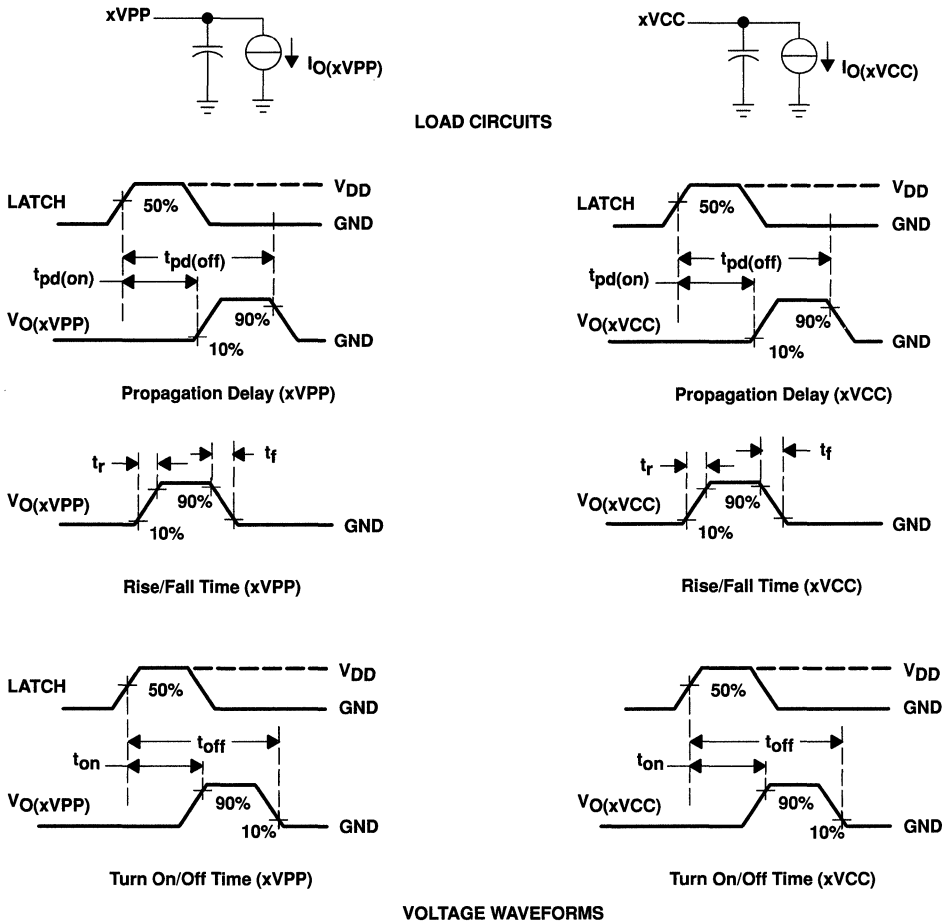 xVPP
IO(xVPP)
xVCC
IO(xVCC)
LOAD CIRCUITS
LATCH
50%
VDD
GND
tpd(off)
tpd(on)
VO(xVPP)
90%
10%
GND
Propagation Delay (xVPP)
LATCH
50%
VDD
GND
tpd(off)
tpd(on)
VO(xVCC)
90%
10%
GND
Propagation Delay (xVCC)
tr
tf
VO(xVPP)
90%
10%
GND
Rise/Fall Time (xVPP)
tr
tf
VO(xVCC)
90%
10%
GND
Rise/Fall Time (xVCC)
LATCH
50%
VDD
GND
toff
ton
VO(xVPP)
90%
10%
GND
Turn On/Off Time (xVPP)
LATCH
50%
VDD
GND
toff
ton
VO(xVCC)
90%
10%
GND
Turn On/Off Time (xVCC)
VOLTAGE WAVEFORMS